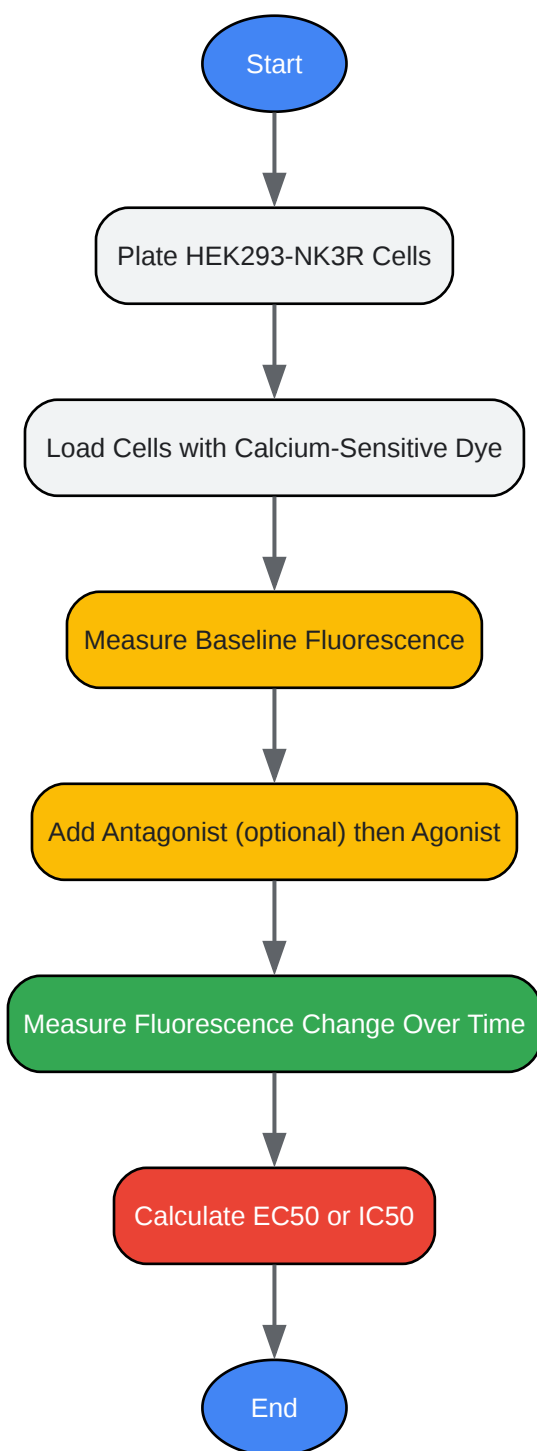 Start
Plate HEK293-NK3R Cells
Load Cells with Calcium-Sensitive Dye
Measure Baseline Fluorescence
Add Antagonist (optional) then Agonist
Measure Fluorescence Change Over Time
Calculate EC50 or IC50
End